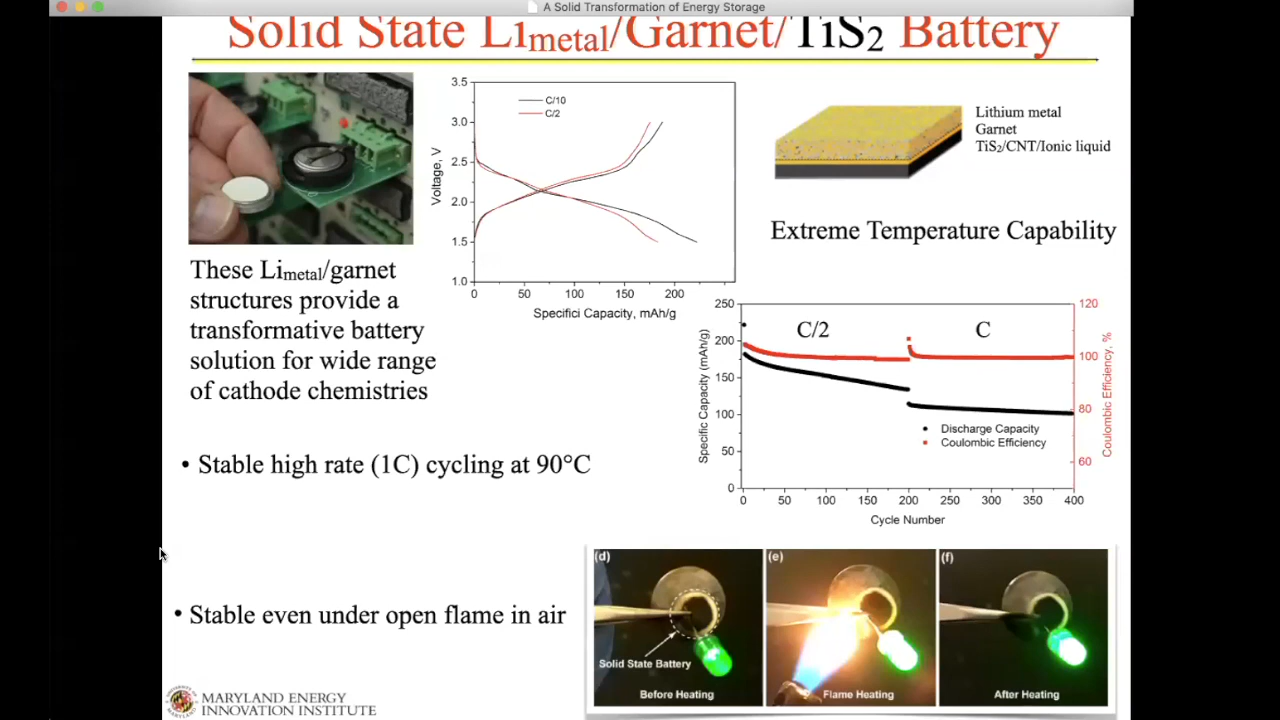 A Solid Transformation of Energy Storage
Solid State Limetal/Garnet/TiS2 Battery
3.5
3.0
2.5
2.0
1.5
1.0
Voltage, V
C/10
C/2
0
50
100
150
200
Specifici Capacity, mAh/g
Lithium metal
Garnet
TiS2/CNT/Ionic liquid
Extreme Temperature Capability
These Limetal/garnet
structures provide a
transformative battery
solution for wide range
of cathode chemistries
250
200
150
100
50
0
Specific Capacity (mAh/g)
C/2
C
120
100
80
60
Coulombic Efficiency, %
Discharge Capacity
Coulombic Efficiency
0
50
100
150
200
250
300
350
400
Cycle Number
• Stable high rate (1C) cycling at 90°C
• Stable even under open flame in air
(d)
Solid State Battery
Before Heating
(e)
Flame Heating
(f)
After Heating
MARYLAND ENERGY
INNOVATION INSTITUTE